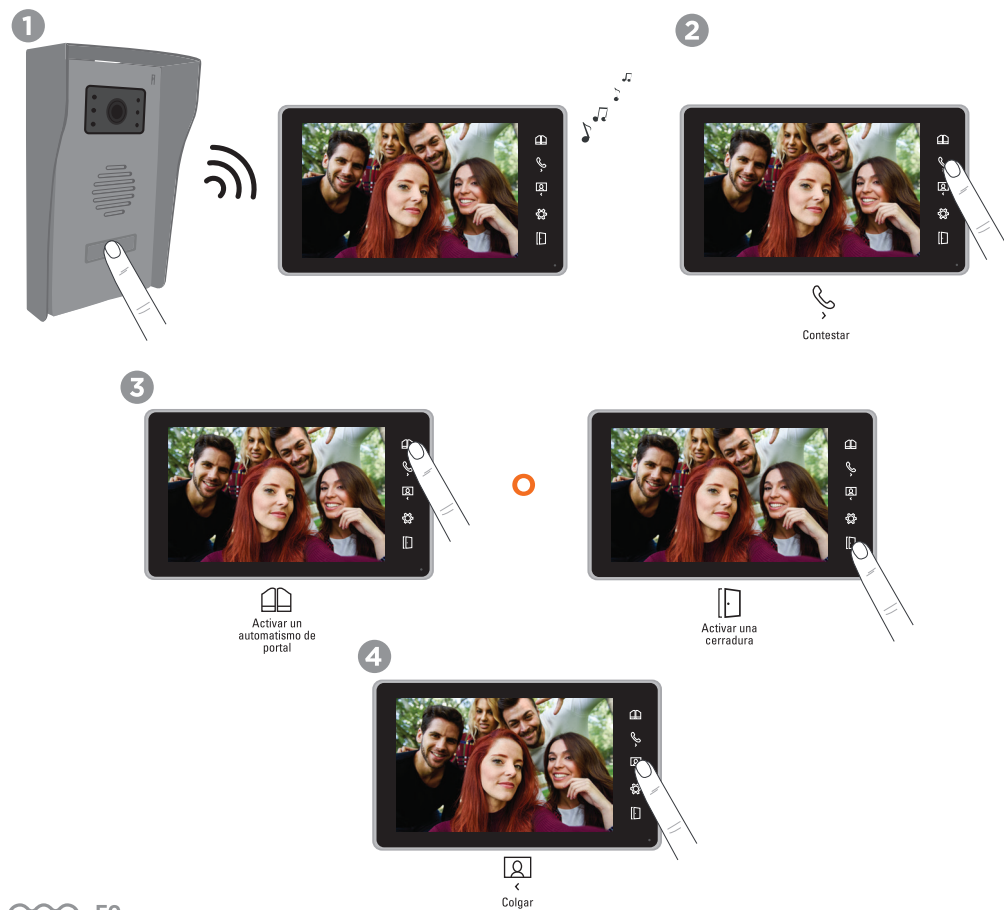 1
2
Contestar
3
O
Activar un
automatismo de
portal
Activar una
cerradura
4
Colgar